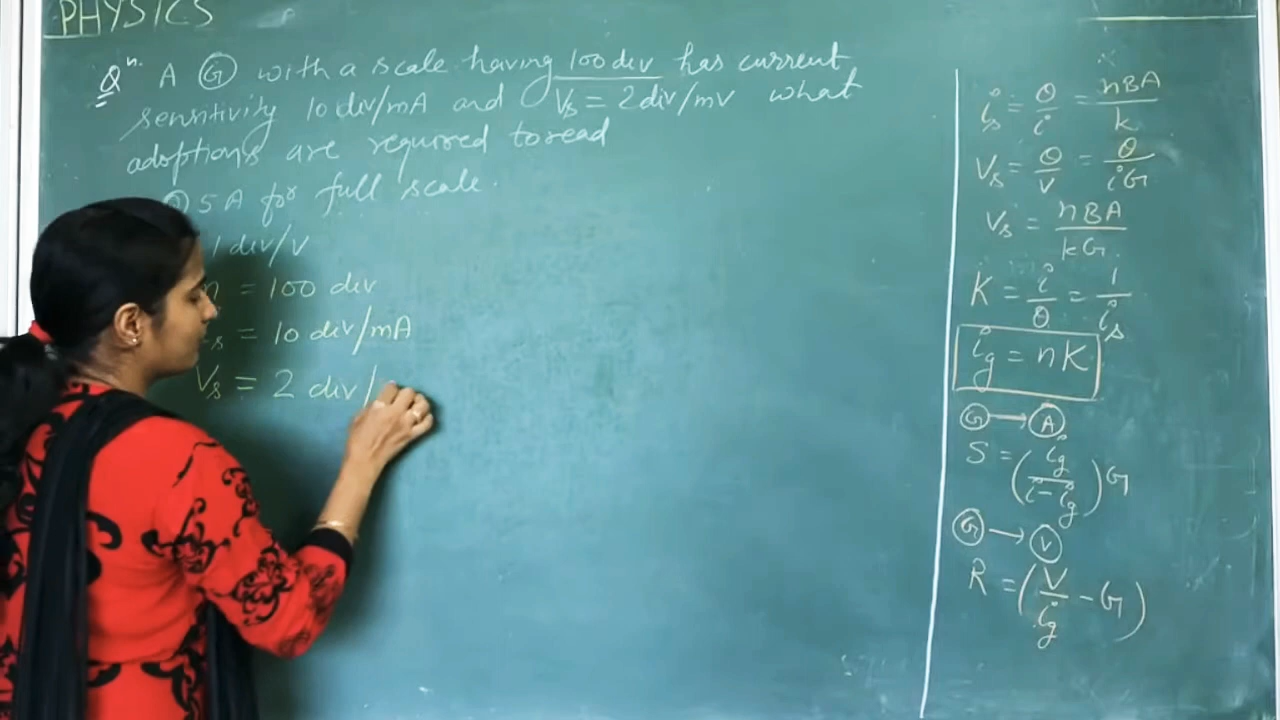 PHYSICS
Qn. A (G) with a scale having 100 div has current
sensitivity 10 div/mA and Vs = 2div/mv what
adoptions are required to read
5A for full scale.
1 div/V
n = 100 div
s = 10 div/mA
Vs = 2 div/
is = θ/i = nBA/k
Vs = θ/v = θ/iG
Vs = nBA/kG
K = i/θ = 1/is
ig = nK
(G) → (A)
S = (ig/i-ig)G
(G) → (V)
R = (V/ig - G)